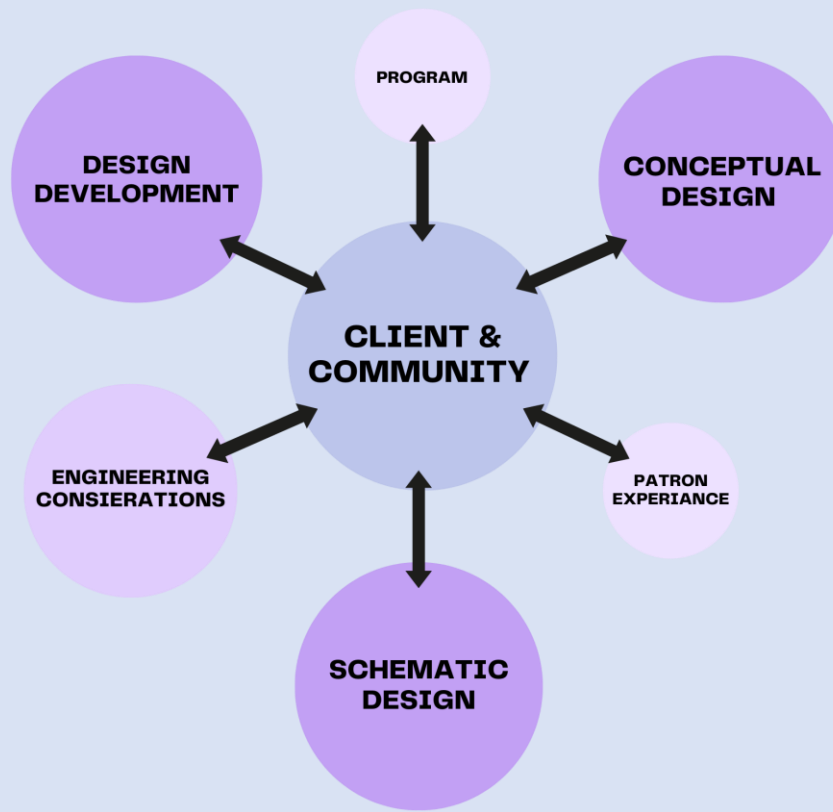 PROGRAM
DESIGN
DEVELOPMENT
CONCEPTUAL
DESIGN
CLIENT &
COMMUNITY
ENGINEERING
CONSIERATIONS
PATRON
EXPERIANCE
SCHEMATIC
DESIGN